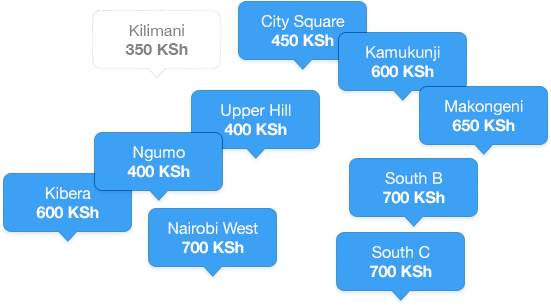 Kilimani
350 KSh
City Square
450 KSh
Kamukunji
600 KSh
Upper Hill
400 KSh
Makongeni
650 KSh
Ngumo
400 KSh
Kibera
600 KSh
South B
700 KSh
Nairobi West
700 KSh
South C
700 KSh